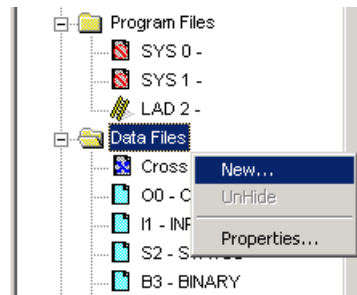 Program Files
SYS 0 -
SYS 1 -
LAD 2 -
Data Files
Cross
New...
O0 - O
UnHide
I1 - INP
Properties...
S2 - STATUS
B3 - BINARY